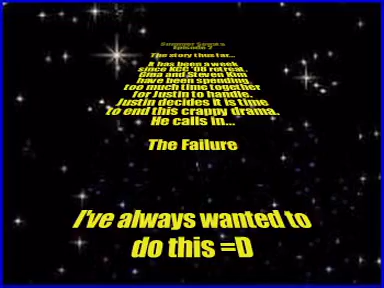 Summer Scouts
Episode 2
The story thus far...
It has been a week
since KCC '08 retreat.
Gina and Steven Kim
have been spending
too much time together
for Justin to handle.
Justin decides it is time
to end this crappy drama.
He calls in...
The Failure
I've always wanted to
do this =D